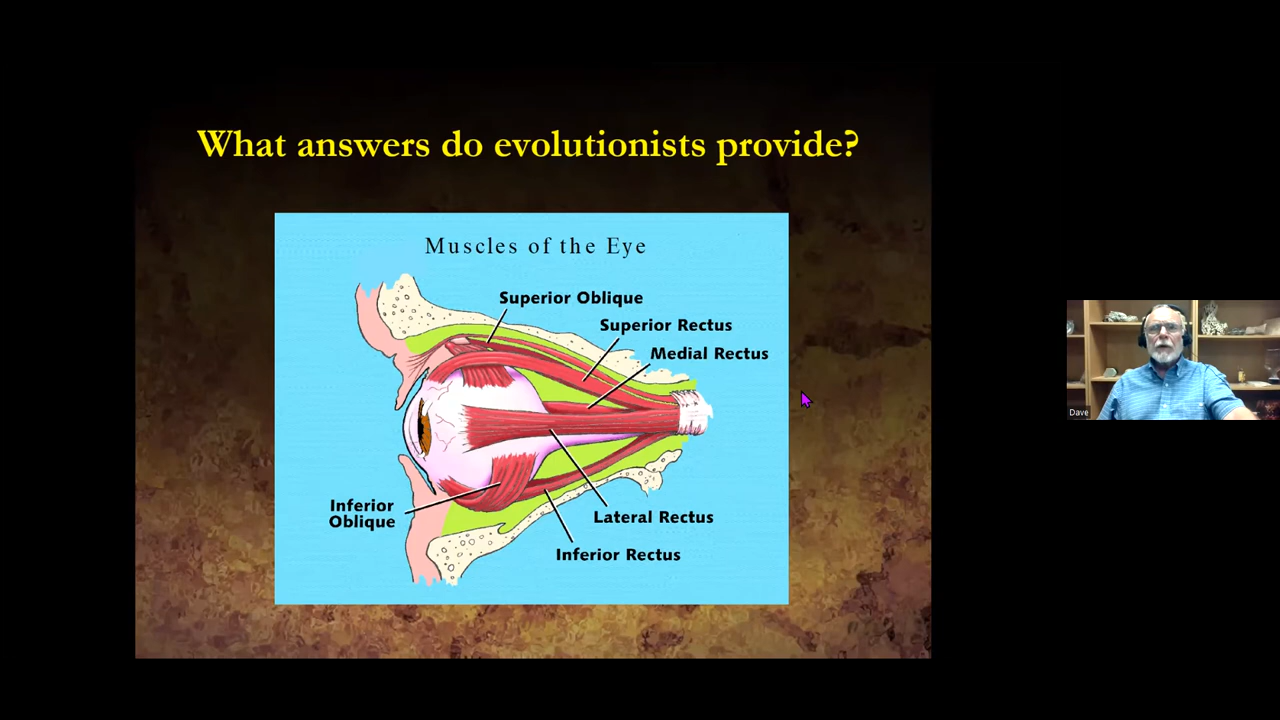 What answers do evolutionists provide?
Muscles of the Eye
Superior Oblique
Superior Rectus
Medial Rectus
Inferior
Oblique
Lateral Rectus
Inferior Rectus
Dave